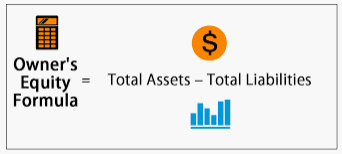 Owner's
Equity = Total Assets – Total Liabilities
Formula
$